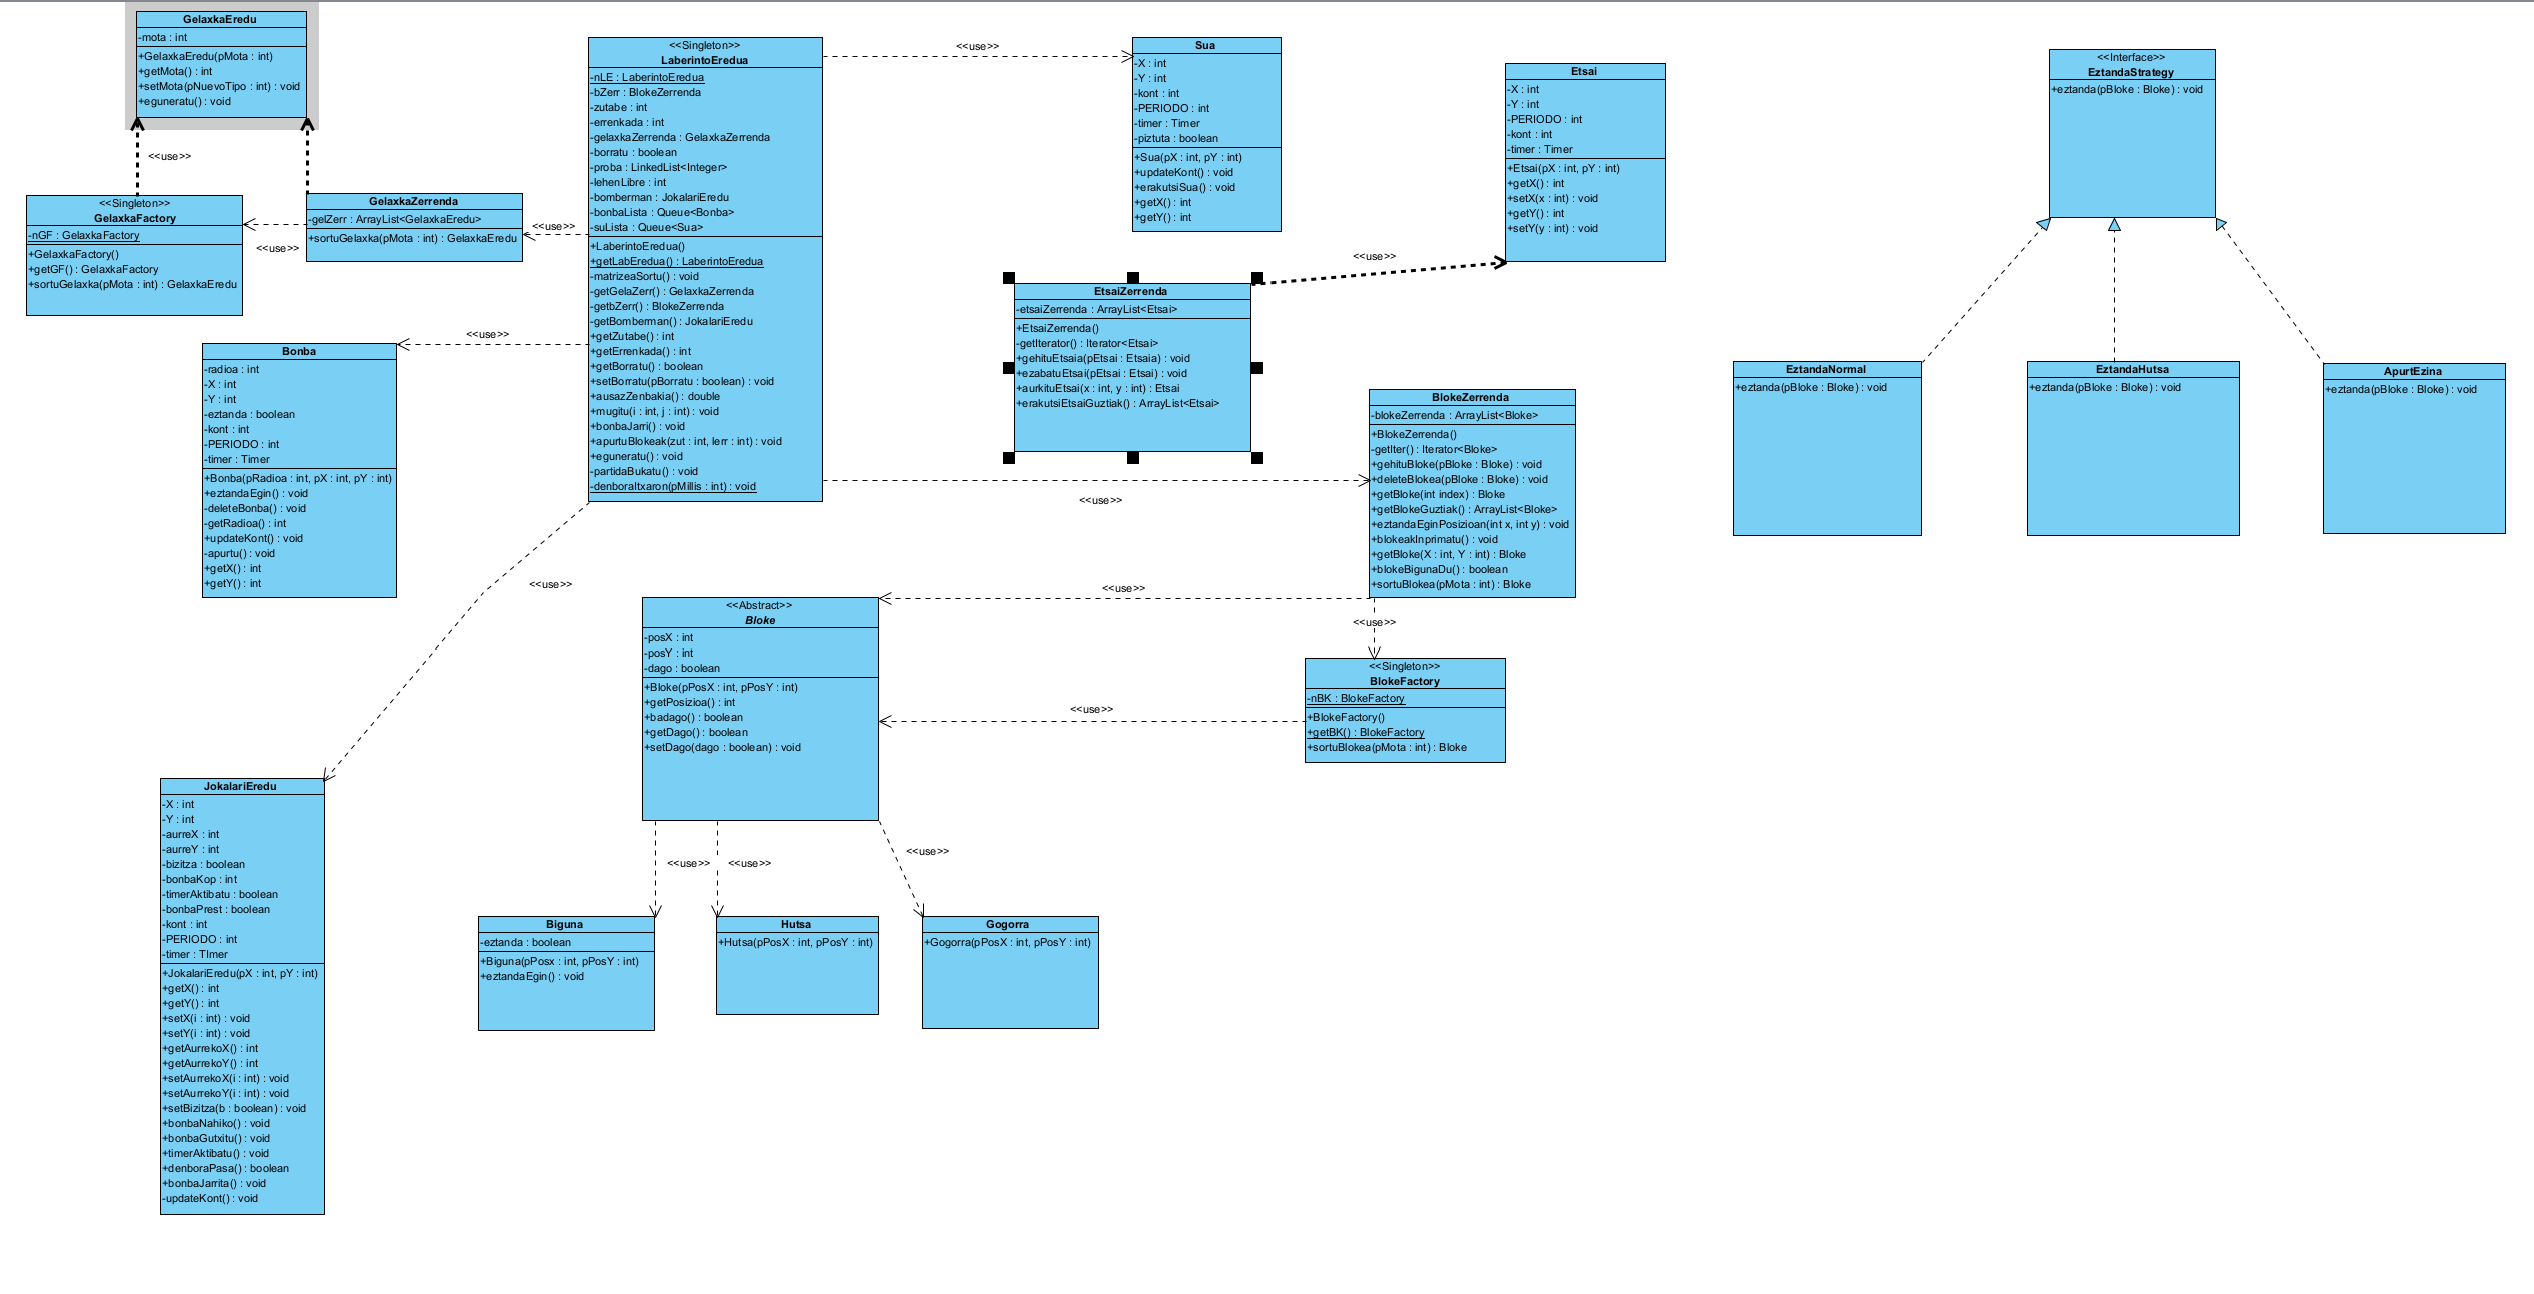 GelaxkaEredu
-mota : int
+GelaxkaEredu(pMota : int)
+getMota() : int
+setMota(pNuevoTipo : int) : void
+eguneratu() : void
<<use>>
<<Singleton>>
GelaxkaFactory
-nGF : GelaxkaFactory
+GelaxkaFactory()
+getGF() : GelaxkaFactory
+sortuGelaxka(pMota : int) : GelaxkaEredu
<<use>>
GelaxkaZerrenda
-gelZerr : ArrayList<GelaxkaEredu>
+sortuGelaxka(pMota : int) : GelaxkaEredu
<<use>>
<<Singleton>>
LaberintoEredua
-nLE : LaberintoEredua
-bZerr : BlokeZerrenda
-zutabe : int
-errenkada : int
-gelaxkaZerrenda : GelaxkaZerrenda
-borratu : boolean
-proba : LinkedList<Integer>
-lehenLibre : int
-bomberman : JokalariEredu
-bonbaLista : Queue<Bonba>
-suLista : Queue<Sua>
+LaberintoEredua()
+getLabEredua() : LaberintoEredua
-matrizeaSortu() : void
-getGelaZerr() : GelaxkaZerrenda
-getbZerr() : BlokeZerrenda
-getBomberman() : JokalariEredu
+getZutabe() : int
+getErrenkada() : int
+getBorratu() : boolean
+setBorratu(pBorratu : boolean) : void
+ausazZenbakia() : double
+mugitu(i : int, j : int) : void
+bonbaJarri() : void
+apurtuBlokeak(zut : int, lerr : int) : void
+eguneratu() : void
-partidaBukatu() : void
-denboraItxaron(pMillis : int) : void
<<use>>
Sua
-X : int
-Y : int
-kont : int
-PERIODO : int
-timer : Timer
-piztuta : boolean
+Sua(pX : int, pY : int)
+updateKont() : void
+erakutsiSua() : void
+getX() : int
+getY() : int
Etsai
-X : int
-Y : int
-PERIODO : int
-kont : int
-timer : Timer
+Etsai(pX : int, pY : int)
+getX() : int
+setX(x : int) : void
+getY() : int
+setY(y : int) : void
<<use>>
EtsaiZerrenda
-etsaiZerrenda : ArrayList<Etsai>
+EtsaiZerrenda()
-getIterator() : Iterator<Etsai>
+gehituEtsaia(pEtsai : Etsaia) : void
+ezabatuEtsai(pEtsai : Etsai) : void
+aurkituEtsai(x : int, y : int) : Etsai
+erakutsiEtsaiGuztiak() : ArrayList<Etsai>
<<Interface>>
EztandaStrategy
+eztanda(pBloke : Bloke) : void
EztandaNormal
+eztanda(pBloke : Bloke) : void
EztandaHutsa
+eztanda(pBloke : Bloke) : void
ApurtEzina
+eztanda(pBloke : Bloke) : void
<<use>>
Bonba
-radioa : int
-X : int
-Y : int
-eztanda : boolean
-kont : int
-PERIODO : int
-timer : Timer
+Bonba(pRadioa : int, pX : int, pY : int)
+eztandaEgin() : void
-deleteBonba() : void
-getRadioa() : int
+updateKont() : void
-apurtu() : void
+getX() : int
+getY() : int
<<use>>
BlokeZerrenda
-blokeZerrenda : ArrayList<Bloke>
+BlokeZerrenda()
-getIter() : Iterator<Bloke>
+gehituBloke(pBloke : Bloke) : void
+deleteBlokea(pBloke : Bloke) : void
+getBloke(int index) : Bloke
+getBlokeGuztiak() : ArrayList<Bloke>
+eztandaEginPosizioan(int x, int y) : void
+blokeakInprimatu() : void
+getBloke(X : int, Y : int) : Bloke
+blokeBigunaDu() : boolean
+sortuBlokea(pMota : int) : Bloke
<<use>>
<<use>>
<<use>>
<<Abstract>>
Bloke
-posX : int
-posY : int
-dago : boolean
+Bloke(pPosX : int, pPosY : int)
+getPosizioa() : int
+badago() : boolean
+getDago() : boolean
+setDago(dago : boolean) : void
<<Singleton>>
BlokeFactory
-nBK : BlokeFactory
+BlokeFactory()
+getBK() : BlokeFactory
+sortuBlokea(pMota : int) : Bloke
<<use>>
JokalariEredu
-X : int
-Y : int
-aurreX : int
-aurreY : int
-bizitza : boolean
-bonbaKop : int
-timerAktibatu : boolean
-bonbaPrest : boolean
-kont : int
-PERIODO : int
-timer : TImer
+JokalariEredu(pX : int, pY : int)
+getX() : int
+getY() : int
+setX(i : int) : void
+setY(i : int) : void
+getAurrekoX() : int
+getAurrekoY() : int
+setAurrekoX(i : int) : void
+setAurrekoY(i : int) : void
+setBizitza(b : boolean) : void
+bonbaNahiko() : void
+bonbaGutxitu() : void
+timerAktibatu() : void
+denboraPasa() : boolean
+bonbaJarrita() : void
-updateKont() : void
<<use>>
<<use>>
<<use>>
Biguna
-eztanda : boolean
+Biguna(pPosx : int, pPosY : int)
+eztandaEgin() : void
Hutsa
+Hutsa(pPosX : int, pPosY : int)
Gogorra
+Gogorra(pPosX : int, pPosY : int)